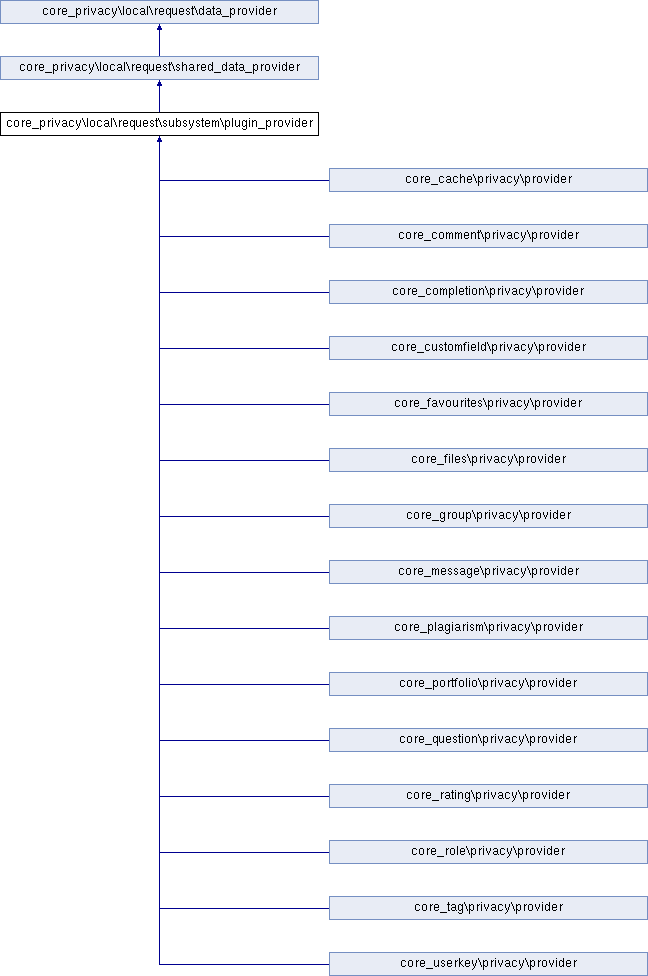 core_privacy\local\request\data_provider
core_privacy\local\request\shared_data_provider
core_privacy\local\request\subsystem\plugin_provider
core_cache\privacy\provider
core_comment\privacy\provider
core_completion\privacy\provider
core_customfield\privacy\provider
core_favourites\privacy\provider
core_files\privacy\provider
core_group\privacy\provider
core_message\privacy\provider
core_plagiarism\privacy\provider
core_portfolio\privacy\provider
core_question\privacy\provider
core_rating\privacy\provider
core_role\privacy\provider
core_tag\privacy\provider
core_userkey\privacy\provider